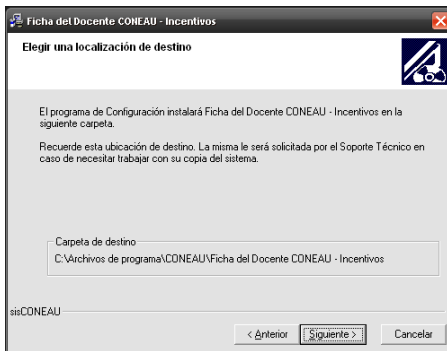 Ficha del Docente CONEAU - Incentivos
Elegir una localización de destino
El programa de Configuración instalará Ficha del Docente CONEAU - Incentivos en la
siguiente carpeta.
Recuerde esta ubicación de destino. La misma le será solicitada por el Soporte Técnico en
caso de necesitar trabajar con su copia del sistema.
Carpeta de destino
C:\Archivos de programa\CONEAU\Ficha del Docente CONEAU - Incentivos
sisCONEAU
< Anterior Siguiente > Cancelar